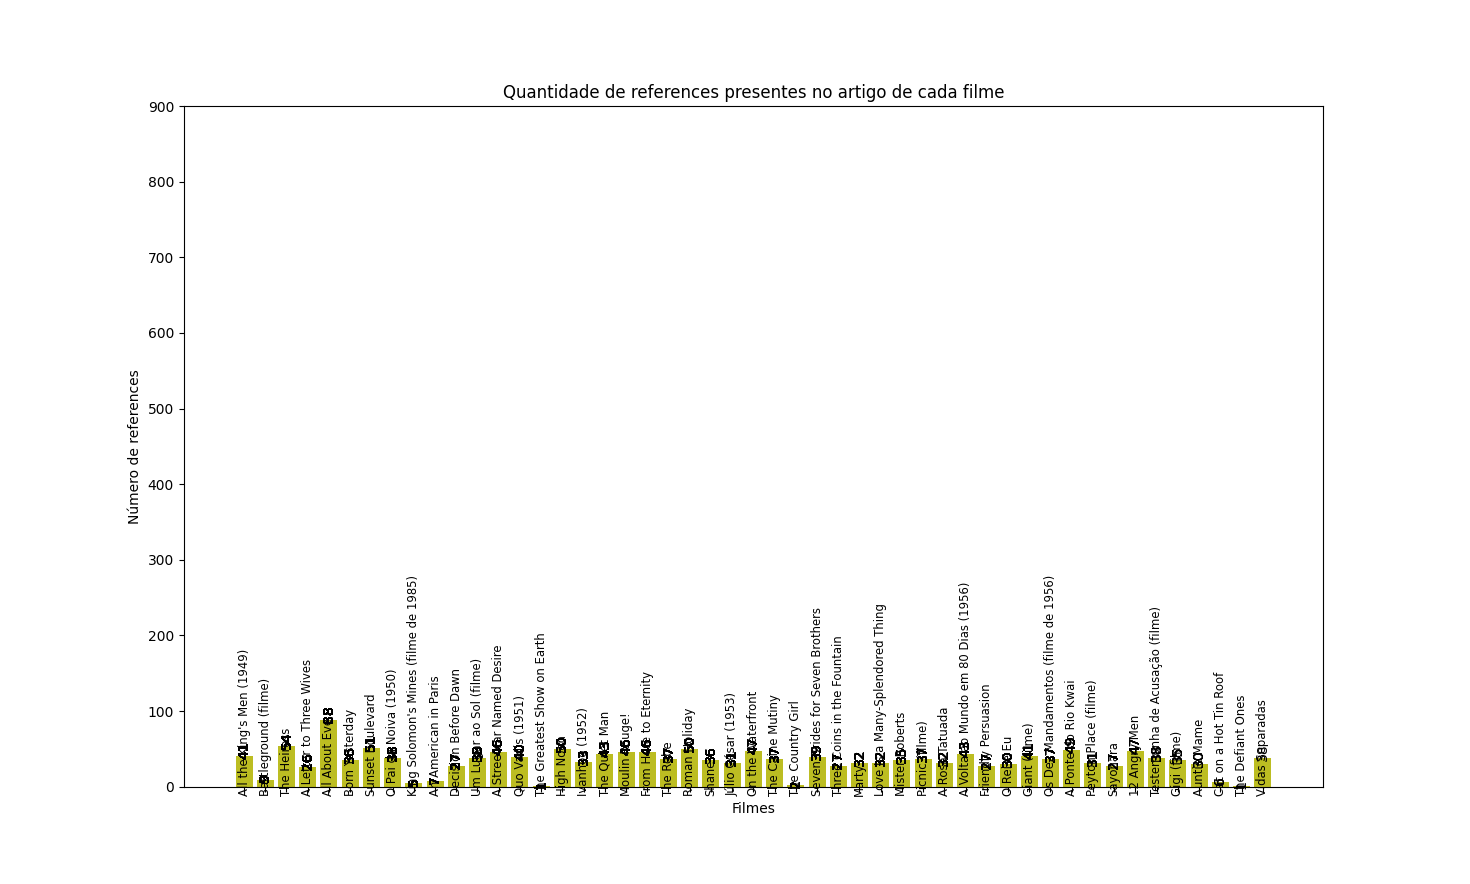 Quantidade de references presentes no artigo de cada filme
900
800
700
600
500
400
300
200
100
0
Número de references
All the King's Men (1949)
Battleground (filme)
The Heiress
A Letter to Three Wives
All About Eve
Born Yesterday
Sunset Boulevard
O Pai da Noiva (1950)
King Solomon's Mines (filme de 1985)
An American in Paris
Decision Before Dawn
Um Lugar ao Sol (filme)
A Streetcar Named Desire
Quo Vadis (1951)
The Greatest Show on Earth
High Noon
Ivanhoe (1952)
The Quiet Man
Moulin Rouge!
From Here to Eternity
The Robe
Roman Holiday
Shane
Júlio César (1953)
On the Waterfront
The Caine Mutiny
The Country Girl
Seven Brides for Seven Brothers
Three Coins in the Fountain
Marty
Love Is a Many-Splendored Thing
Mister Roberts
Picnic (filme)
A Rosa Tatuada
A Volta ao Mundo em 80 Dias (1956)
Friendly Persuasion
O Rei e Eu
Giant (filme)
Os Dez Mandamentos (filme de 1956)
A Ponte do Rio Kwai
Peyton Place (filme)
Sayonara
12 Angry Men
Testemunha de Acusação (filme)
Gigi (filme)
Auntie Mame
Cat on a Hot Tin Roof
The Defiant Ones
Vidas Separadas
41
54
26
88
51
38
5
7
27
46
50
33
43
46
37
50
31
47
37
2
39
27
32
32
35
37
32
43
27
30
41
37
49
31
27
47
38
30
6
1
Filmes